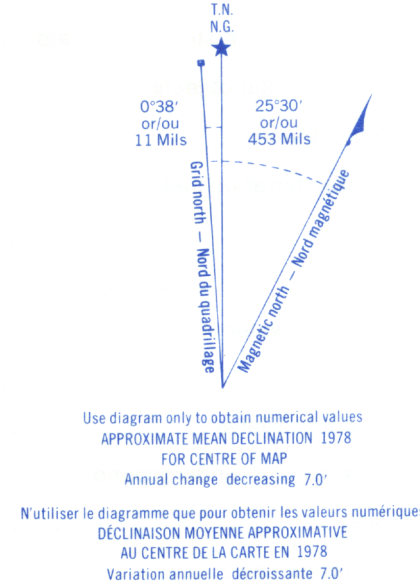 T.N.
N.G.
0°38'
or/ou
11 Mils
25°30'
or/ou
453 Mils
Grid north – Nord du quadrillage
Magnetic north – Nord magnétique
Use diagram only to obtain numerical values
APPROXIMATE MEAN DECLINATION 1978
FOR CENTRE OF MAP
Annual change decreasing 7.0'
N'utiliser le diagramme que pour obtenir les valeurs numériques
DÉCLINAISON MOYENNE APPROXIMATIVE
AU CENTRE DE LA CARTE EN 1978
Variation annuelle décroissante 7.0'